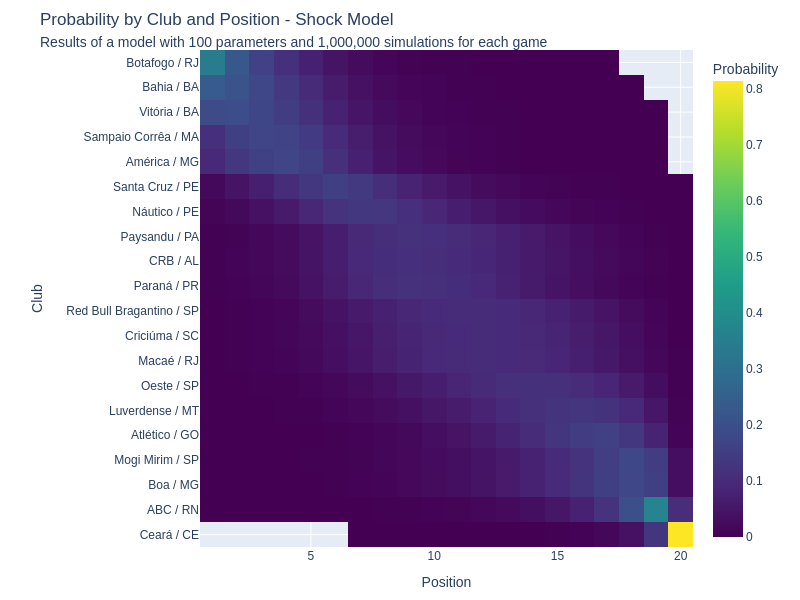 Probability by Club and Position - Shock Model
Results of a model with 100 parameters and 1,000,000 simulations for each game
Probability
Club
Botafogo / RJ
Bahia / BA
Vitória / BA
Sampaio Corrêa / MA
América / MG
Santa Cruz / PE
Náutico / PE
Paysandu / PA
CRB / AL
Paraná / PR
Red Bull Bragantino / SP
Criciúma / SC
Macaé / RJ
Oeste / SP
Luverdense / MT
Atlético / GO
Mogi Mirim / SP
Boa / MG
ABC / RN
Ceará / CE
0.8
0.7
0.6
0.5
0.4
0.3
0.2
0.1
0
5
10
15
20
Position